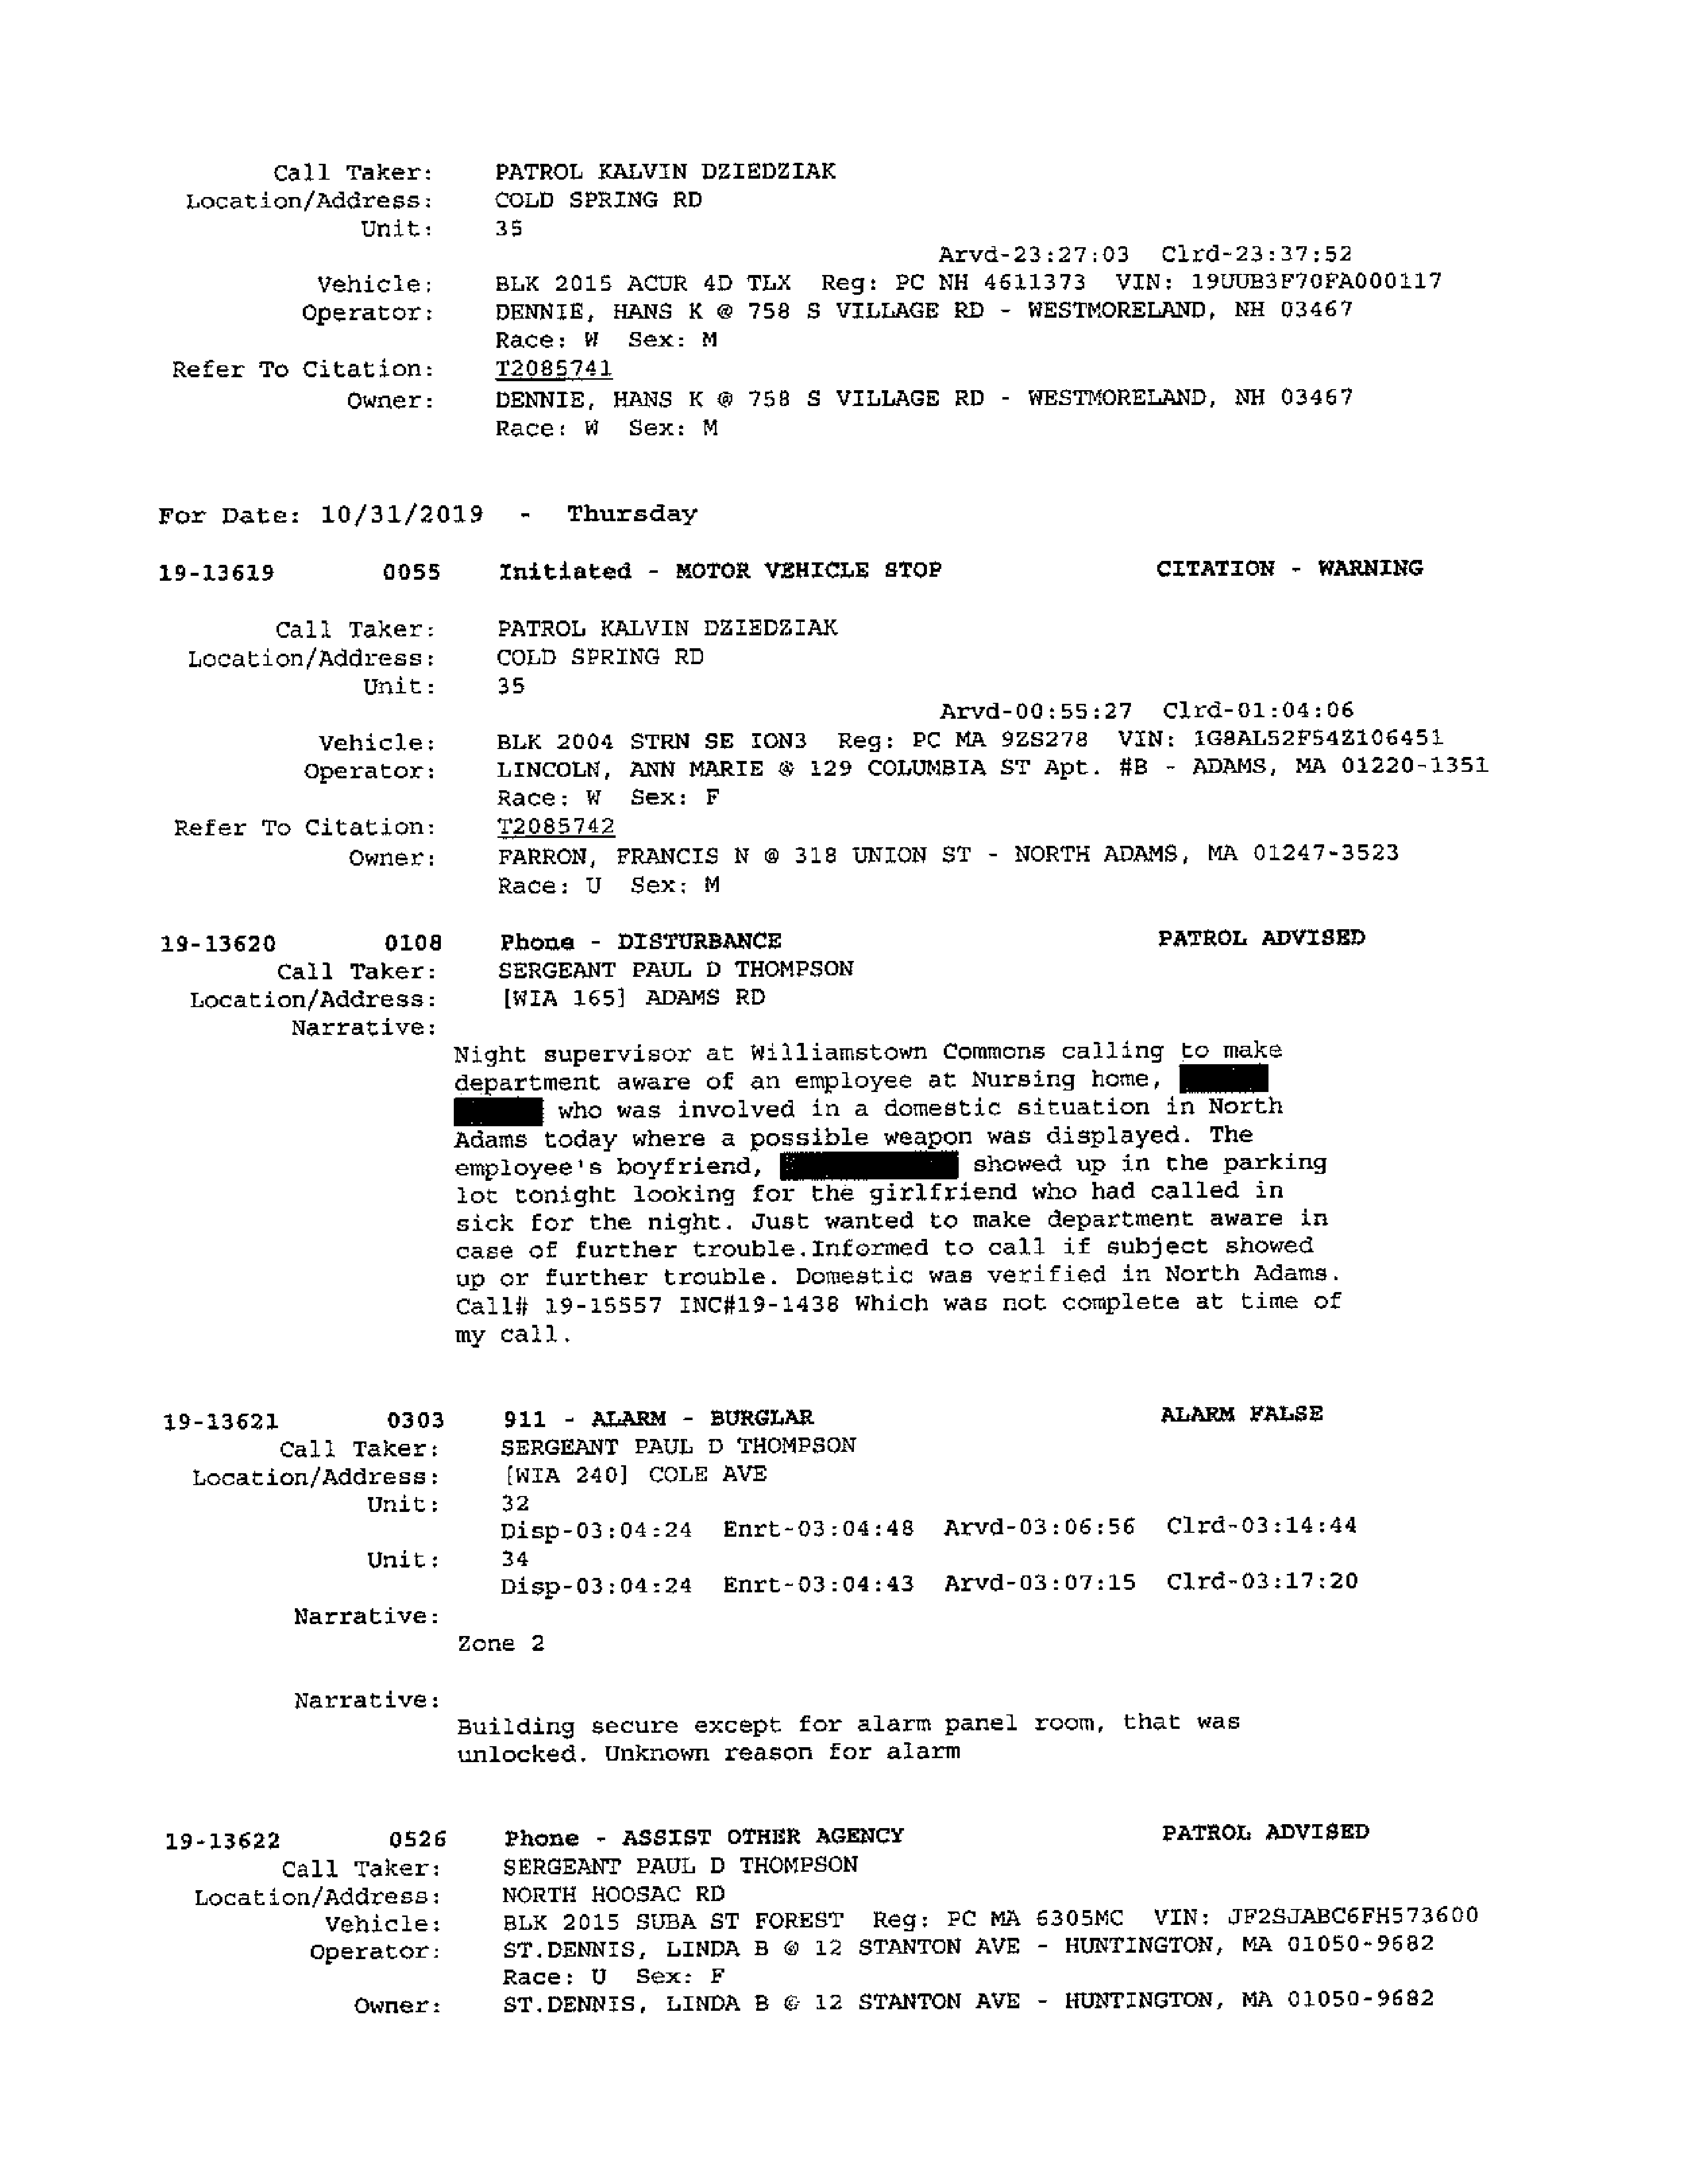 Call Taker: PATROL KALVIN DZIEDZIAK
Location/Address: COLD SPRING RD
Unit: 35
Arvd-23:27:03 Clrd-23:37:52
Vehicle: BLK 2015 ACUR 4D TLX Reg: PC NH 4611373 VIN: 19UUB3F70FA000117
Operator: DENNIE, HANS K @ 758 S VILLAGE RD - WESTMORELAND, NH 03467
Race: W Sex: M
Refer To Citation: T2085741
Owner: DENNIE, HANS K @ 758 S VILLAGE RD - WESTMORELAND, NH 03467
Race: W Sex: M
For Date: 10/31/2019 - Thursday
19-13619 0055 Initiated - MOTOR VEHICLE STOP CITATION - WARNING
Call Taker: PATROL KALVIN DZIEDZIAK
Location/Address: COLD SPRING RD
Unit: 35
Arvd-00:55:27 Clrd-01:04:06
Vehicle: BLK 2004 STRN SE ION3 Reg: PC MA 9ZS278 VIN: 1G8AL52F54Z106451
Operator: LINCOLN, ANN MARIE @ 129 COLUMBIA ST Apt. #B - ADAMS, MA 01220-1351
Race: W Sex: F
Refer To Citation: T2085742
Owner: FARRON, FRANCIS N @ 318 UNION ST - NORTH ADAMS, MA 01247-3523
Race: U Sex: M
19-13620 0108 Phone - DISTURBANCE PATROL ADVISED
Call Taker: SERGEANT PAUL D THOMPSON
Location/Address: [WIA 165] ADAMS RD
Narrative:
Night supervisor at Williamstown Commons calling to make
department aware of an employee at Nursing home,
who was involved in a domestic situation in North
Adams today where a possible weapon was displayed. The
employee's boyfriend, showed up in the parking
lot tonight looking for the girlfriend who had called in
sick for the night. Just wanted to make department aware in
case of further trouble.Informed to call if subject showed
up or further trouble. Domestic was verified in North Adams.
Call# 19-15557 INC#19-1438 Which was not complete at time of
my call.
19-13621 0303 911 - ALARM - BURGLAR ALARM FALSE
Call Taker: SERGEANT PAUL D THOMPSON
Location/Address: [WIA 240] COLE AVE
Unit: 32
Disp-03:04:24 Enrt-03:04:48 Arvd-03:06:56 Clrd-03:14:44
Unit: 34
Disp-03:04:24 Enrt-03:04:43 Arvd-03:07:15 Clrd-03:17:20
Narrative:
Zone 2
Narrative:
Building secure except for alarm panel room, that was
unlocked. Unknown reason for alarm
19-13622 0526 Phone - ASSIST OTHER AGENCY PATROL ADVISED
Call Taker: SERGEANT PAUL D THOMPSON
Location/Address: NORTH HOOSAC RD
Vehicle: BLK 2015 SUBA ST FOREST Reg: PC MA 6305MC VIN: JF2SJABC6FH573600
Operator: ST.DENNIS, LINDA B @ 12 STANTON AVE - HUNTINGTON, MA 01050-9682
Race: U Sex: F
Owner: ST.DENNIS, LINDA B @ 12 STANTON AVE - HUNTINGTON, MA 01050-9682